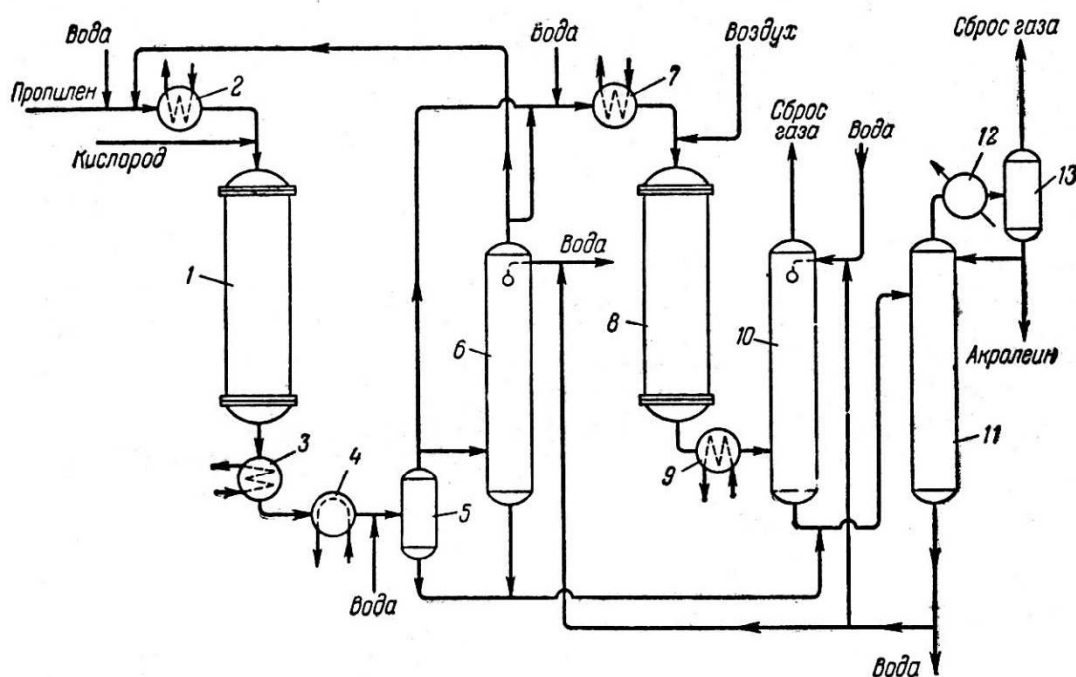 Сброс газа
Вода
Вода
Воздух
Пропилен
2
7
Сброс
газа
Вода
12
13
Кислород
1
Вода
6
8
10
Акролеин
11
3
4
5
9
Вода
Вода